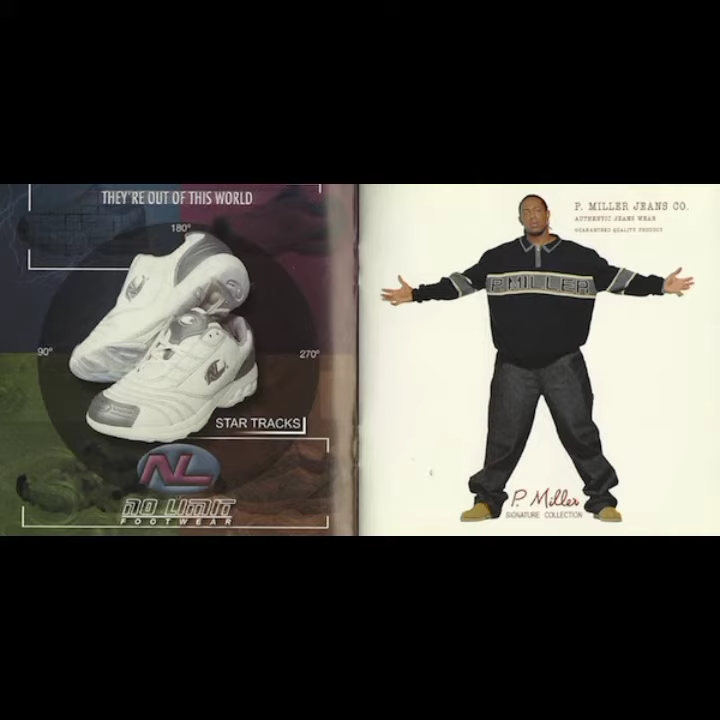 THEY'RE OUT OF THIS WORLD
180°
90°
270°
STAR TRACKS
NL
NO LIMIT
FOOTWEAR
P. MILLER JEANS CO.
AUTHENTIC JEANS WEAR
GUARANTEED QUALITY PRODUCT
P. MILLER
P. Miller
SIGNATURE COLLECTION